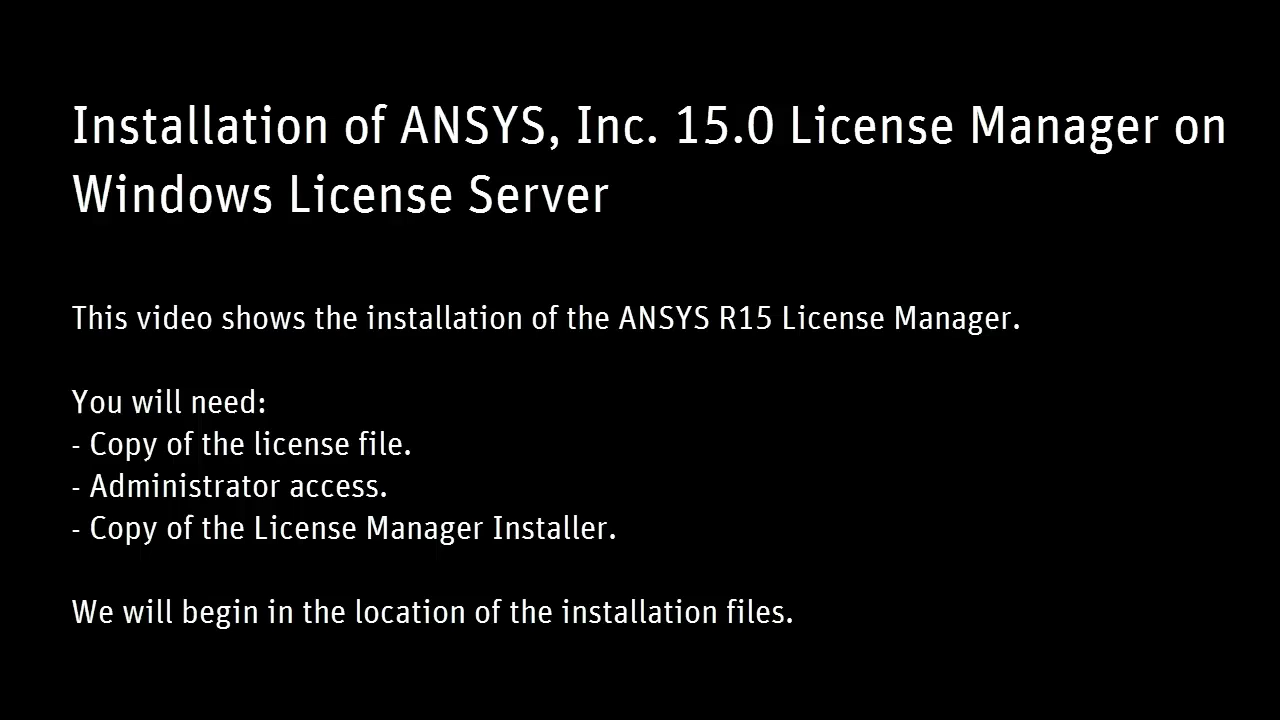 Installation of ANSYS, Inc. 15.0 License Manager on
Windows License Server
This video shows the installation of the ANSYS R15 License Manager.
You will need:
- Copy of the license file.
- Administrator access.
- Copy of the License Manager Installer.
We will begin in the location of the installation files.